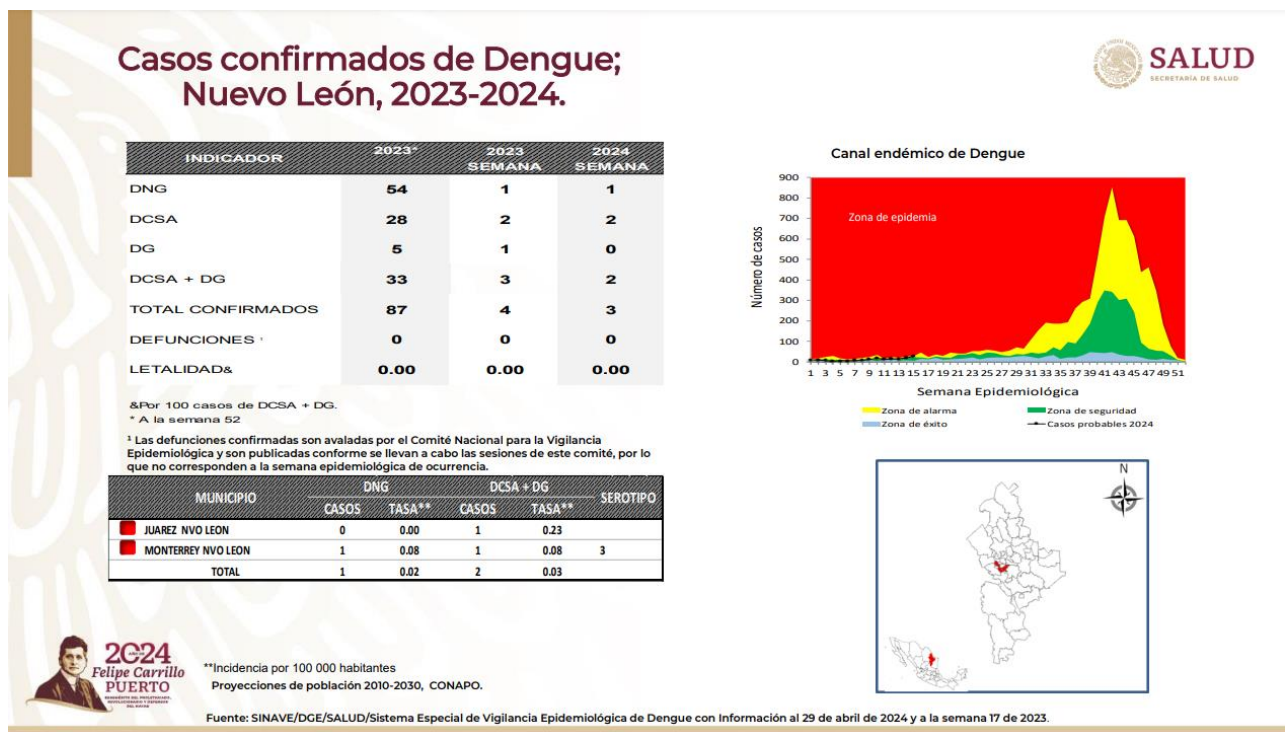 Casos confirmados de Dengue;
Nuevo León, 2023-2024.
SALUD
SECRETARÍA DE SALUD
INDICADOR 2023* 2023 SEMANA 2024 SEMANA
DNG 54 1 1
DCSA 28 2 2
DG 5 1 0
DCSA + DG 33 3 2
TOTAL CONFIRMADOS 87 4 3
DEFUNCIONES ¹ 0 0 0
LETALIDAD& 0.00 0.00 0.00
&Por 100 casos de DCSA + DG.
* A la semana 52
¹ Las defunciones confirmadas son avaladas por el Comité Nacional para la Vigilancia
Epidemiológica y son publicadas conforme se llevan a cabo las sesiones de este comité, por lo
que no corresponden a la semana epidemiológica de ocurrencia.
MUNICIPIO DNG DCSA + DG SEROTIPO
CASOS TASA** CASOS TASA**
JUAREZ NVO LEON 0 0.00 1 0.23
MONTERREY NVO LEON 1 0.08 1 0.08 3
TOTAL 1 0.02 2 0.03
Canal endémico de Dengue
Número de casos
900
800
700
600
500
400
300
200
100
0
Zona de epidemia
1 3 5 7 9 11 13 15 17 19 21 23 25 27 29 31 33 35 37 39 41 43 45 47 49 51
Semana Epidemiológica
Zona de alarma Zona de seguridad
Zona de éxito Casos probables 2024
N
2024
Felipe Carrillo
PUERTO
**Incidencia por 100 000 habitantes
Proyecciones de población 2010-2030, CONAPO.
Fuente: SINAVE/DGE/SALUD/Sistema Especial de Vigilancia Epidemiológica de Dengue con Información al 29 de abril de 2024 y a la semana 17 de 2023.